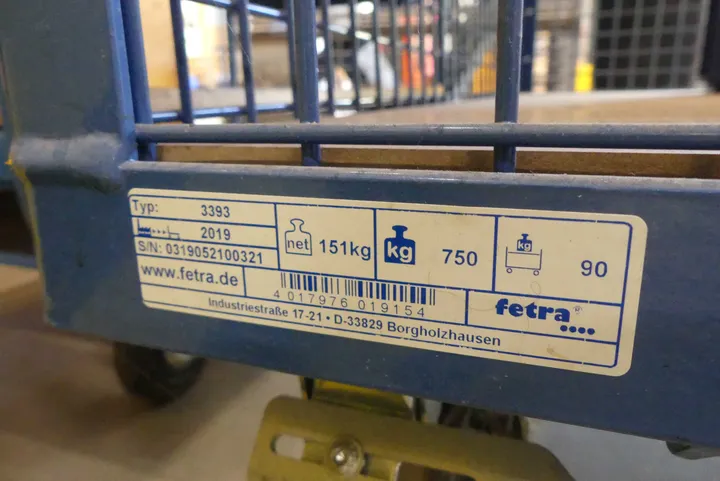 Typ: 3393
2019
S/N: 0319052100321
www.fetra.de
net 151kg
kg 750
kg 90
4 017976 019154
fetra
Industriestraße 17-21 • D-33829 Borgholzhausen